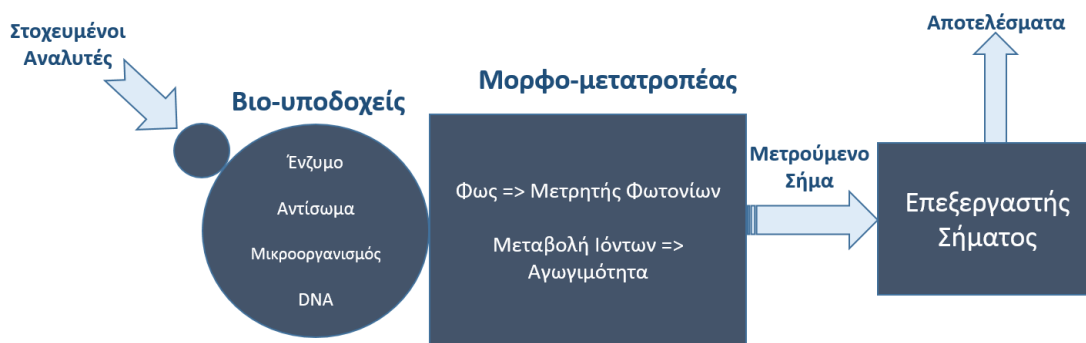 Στοχευμένοι
Αναλυτές
Βιο-υποδοχείς
Ένζυμο
Αντίσωμα
Μικροοργανισμός
DNA
Μορφο-μετατροπέας
Φως => Μετρητής Φωτονίων
Μεταβολή Ιόντων =>
Αγωγιμότητα
Μετρούμενο
Σήμα
Επεξεργαστής
Σήματος
Αποτελέσματα